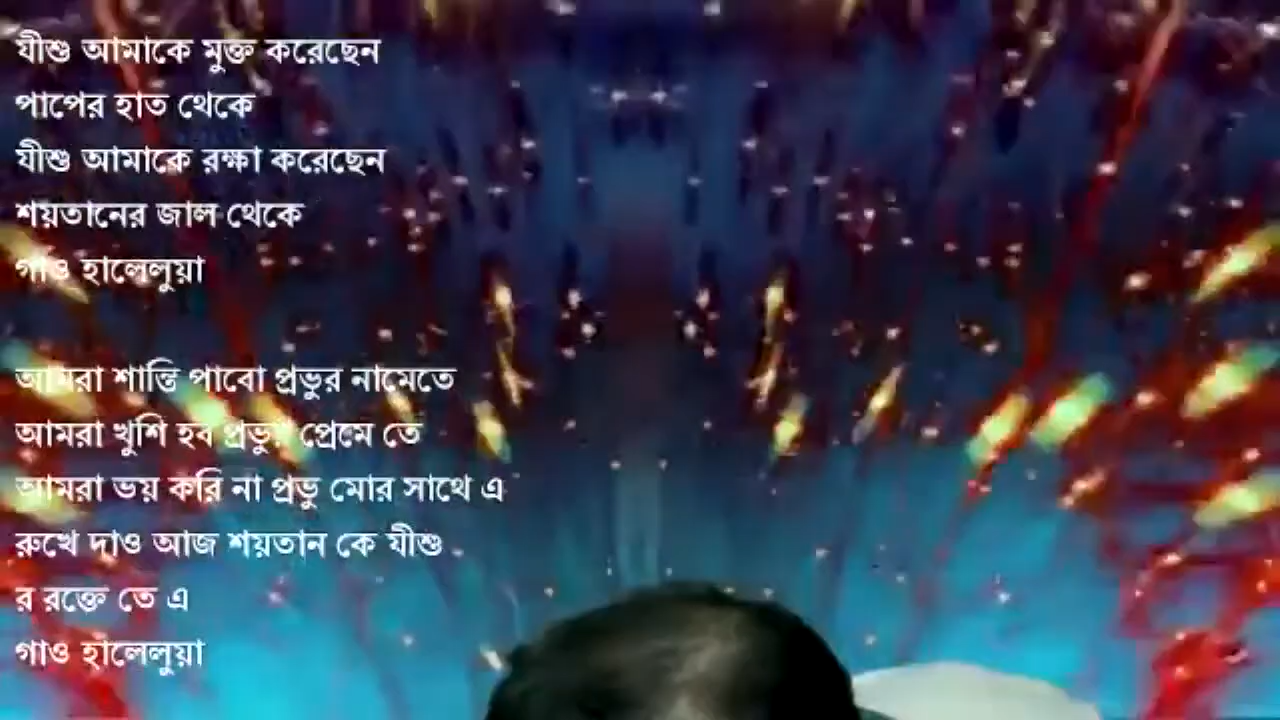 যীশু আমাকে মুক্ত করেছেন
পাপের হাত থেকে
যীশু আমাকে রক্ষা করেছেন
শয়তানের জাল থেকে
গাও হালেলুয়া
আমরা শান্তি পাবো প্রভুর নামেতে
আমরা খুশি হব প্রভুর প্রেমে তে
আমরা ভয় করি না প্রভু মোর সাথে এ
রুখে দাও আজ শয়তান কে যীশু
র রক্তে তে এ
গাও হালেলুয়া